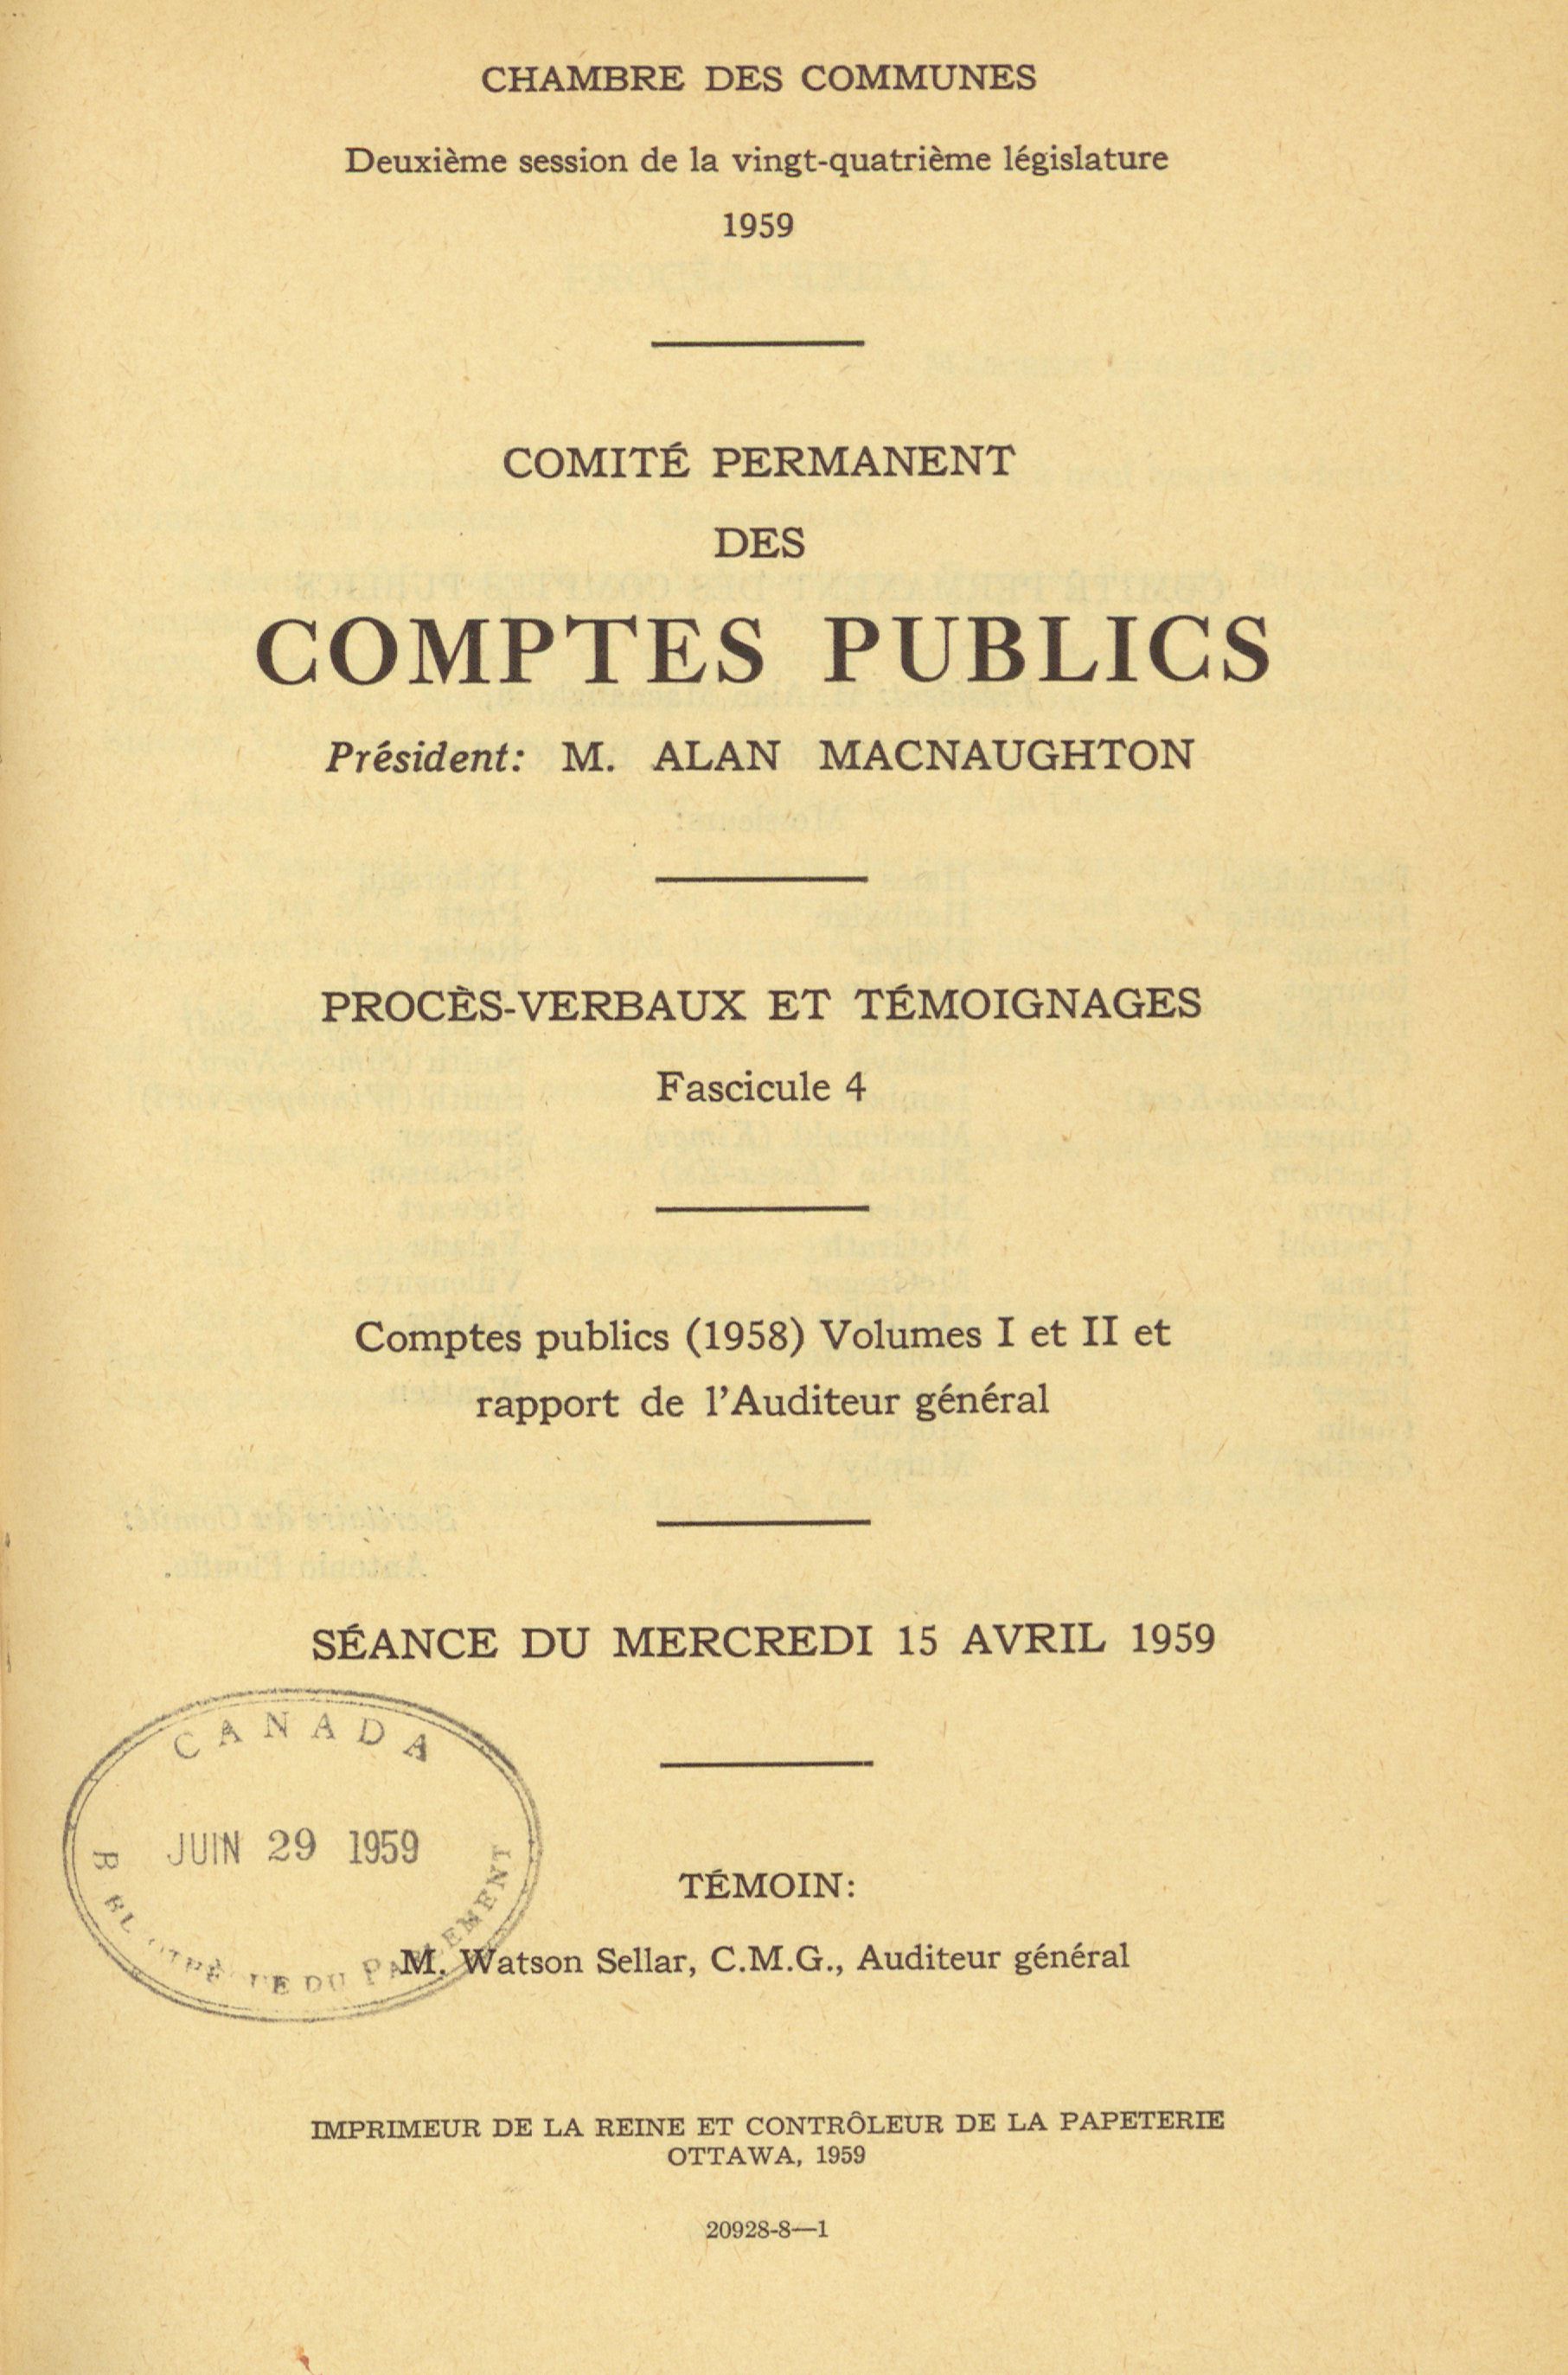 CHAMBRE DES COMMUNES
Deuxième session de la vingt-quatrième législature
1959
COMITÉ PERMANENT
DES
COMPTES PUBLICS
Président: M. ALAN MACNAUGHTON
PROCÈS-VERBAUX ET TÉMOIGNAGES
Fascicule 4
Comptes publics (1958) Volumes I et II et
rapport de l'Auditeur général
SÉANCE DU MERCREDI 15 AVRIL 1959
CANADA
JUIN 29 1959
DU PARLEMENT
TÉMOIN:
M. Watson Sellar, C.M.G., Auditeur général
IMPRIMEUR DE LA REINE ET CONTRÔLEUR DE LA PAPETERIE
OTTAWA, 1959
20928-8—1